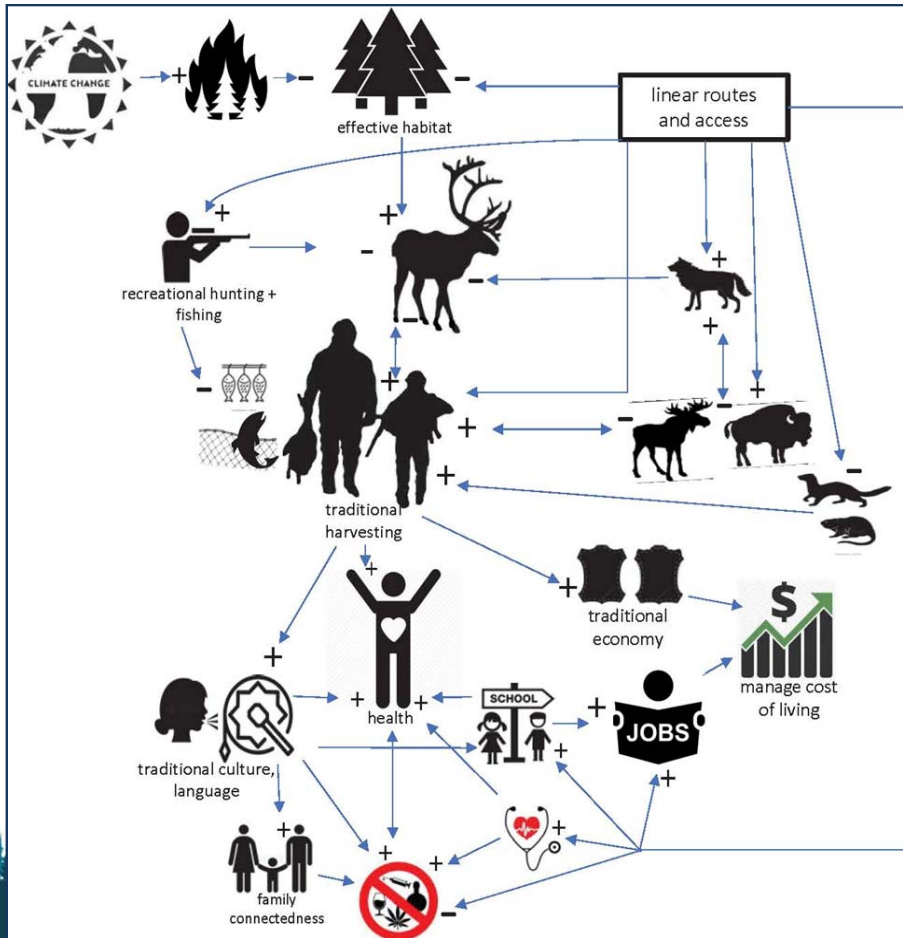 CLIMATE CHANGE
+
-
-
effective habitat
linear routes
and access
+
+
-
recreational hunting +
fishing
-
+
-
+
-
+
-
+
-
+
-
+
-
traditional
harvesting
+
+
traditional
economy
$
manage cost
of living
+
+
+
health
SCHOOL
+
JOBS
+
+
traditional culture,
language
+
+
+
+
-
family
connectedness